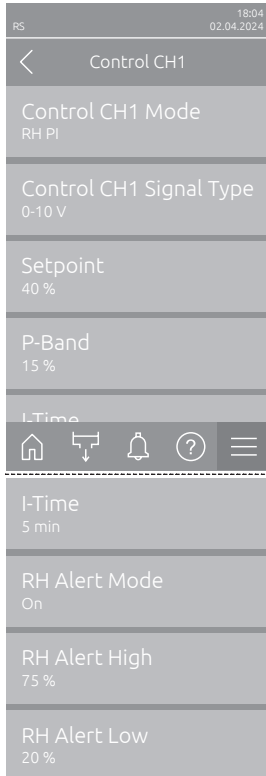 18:04
RS 02.04.2024
Control CH1
Control CH1 Mode
RH PI
Control CH1 Signal Type
0-10 V
Setpoint
40 %
P-Band
15 %
I-Time
I-Time
5 min
RH Alert Mode
On
RH Alert High
75 %
RH Alert Low
20 %